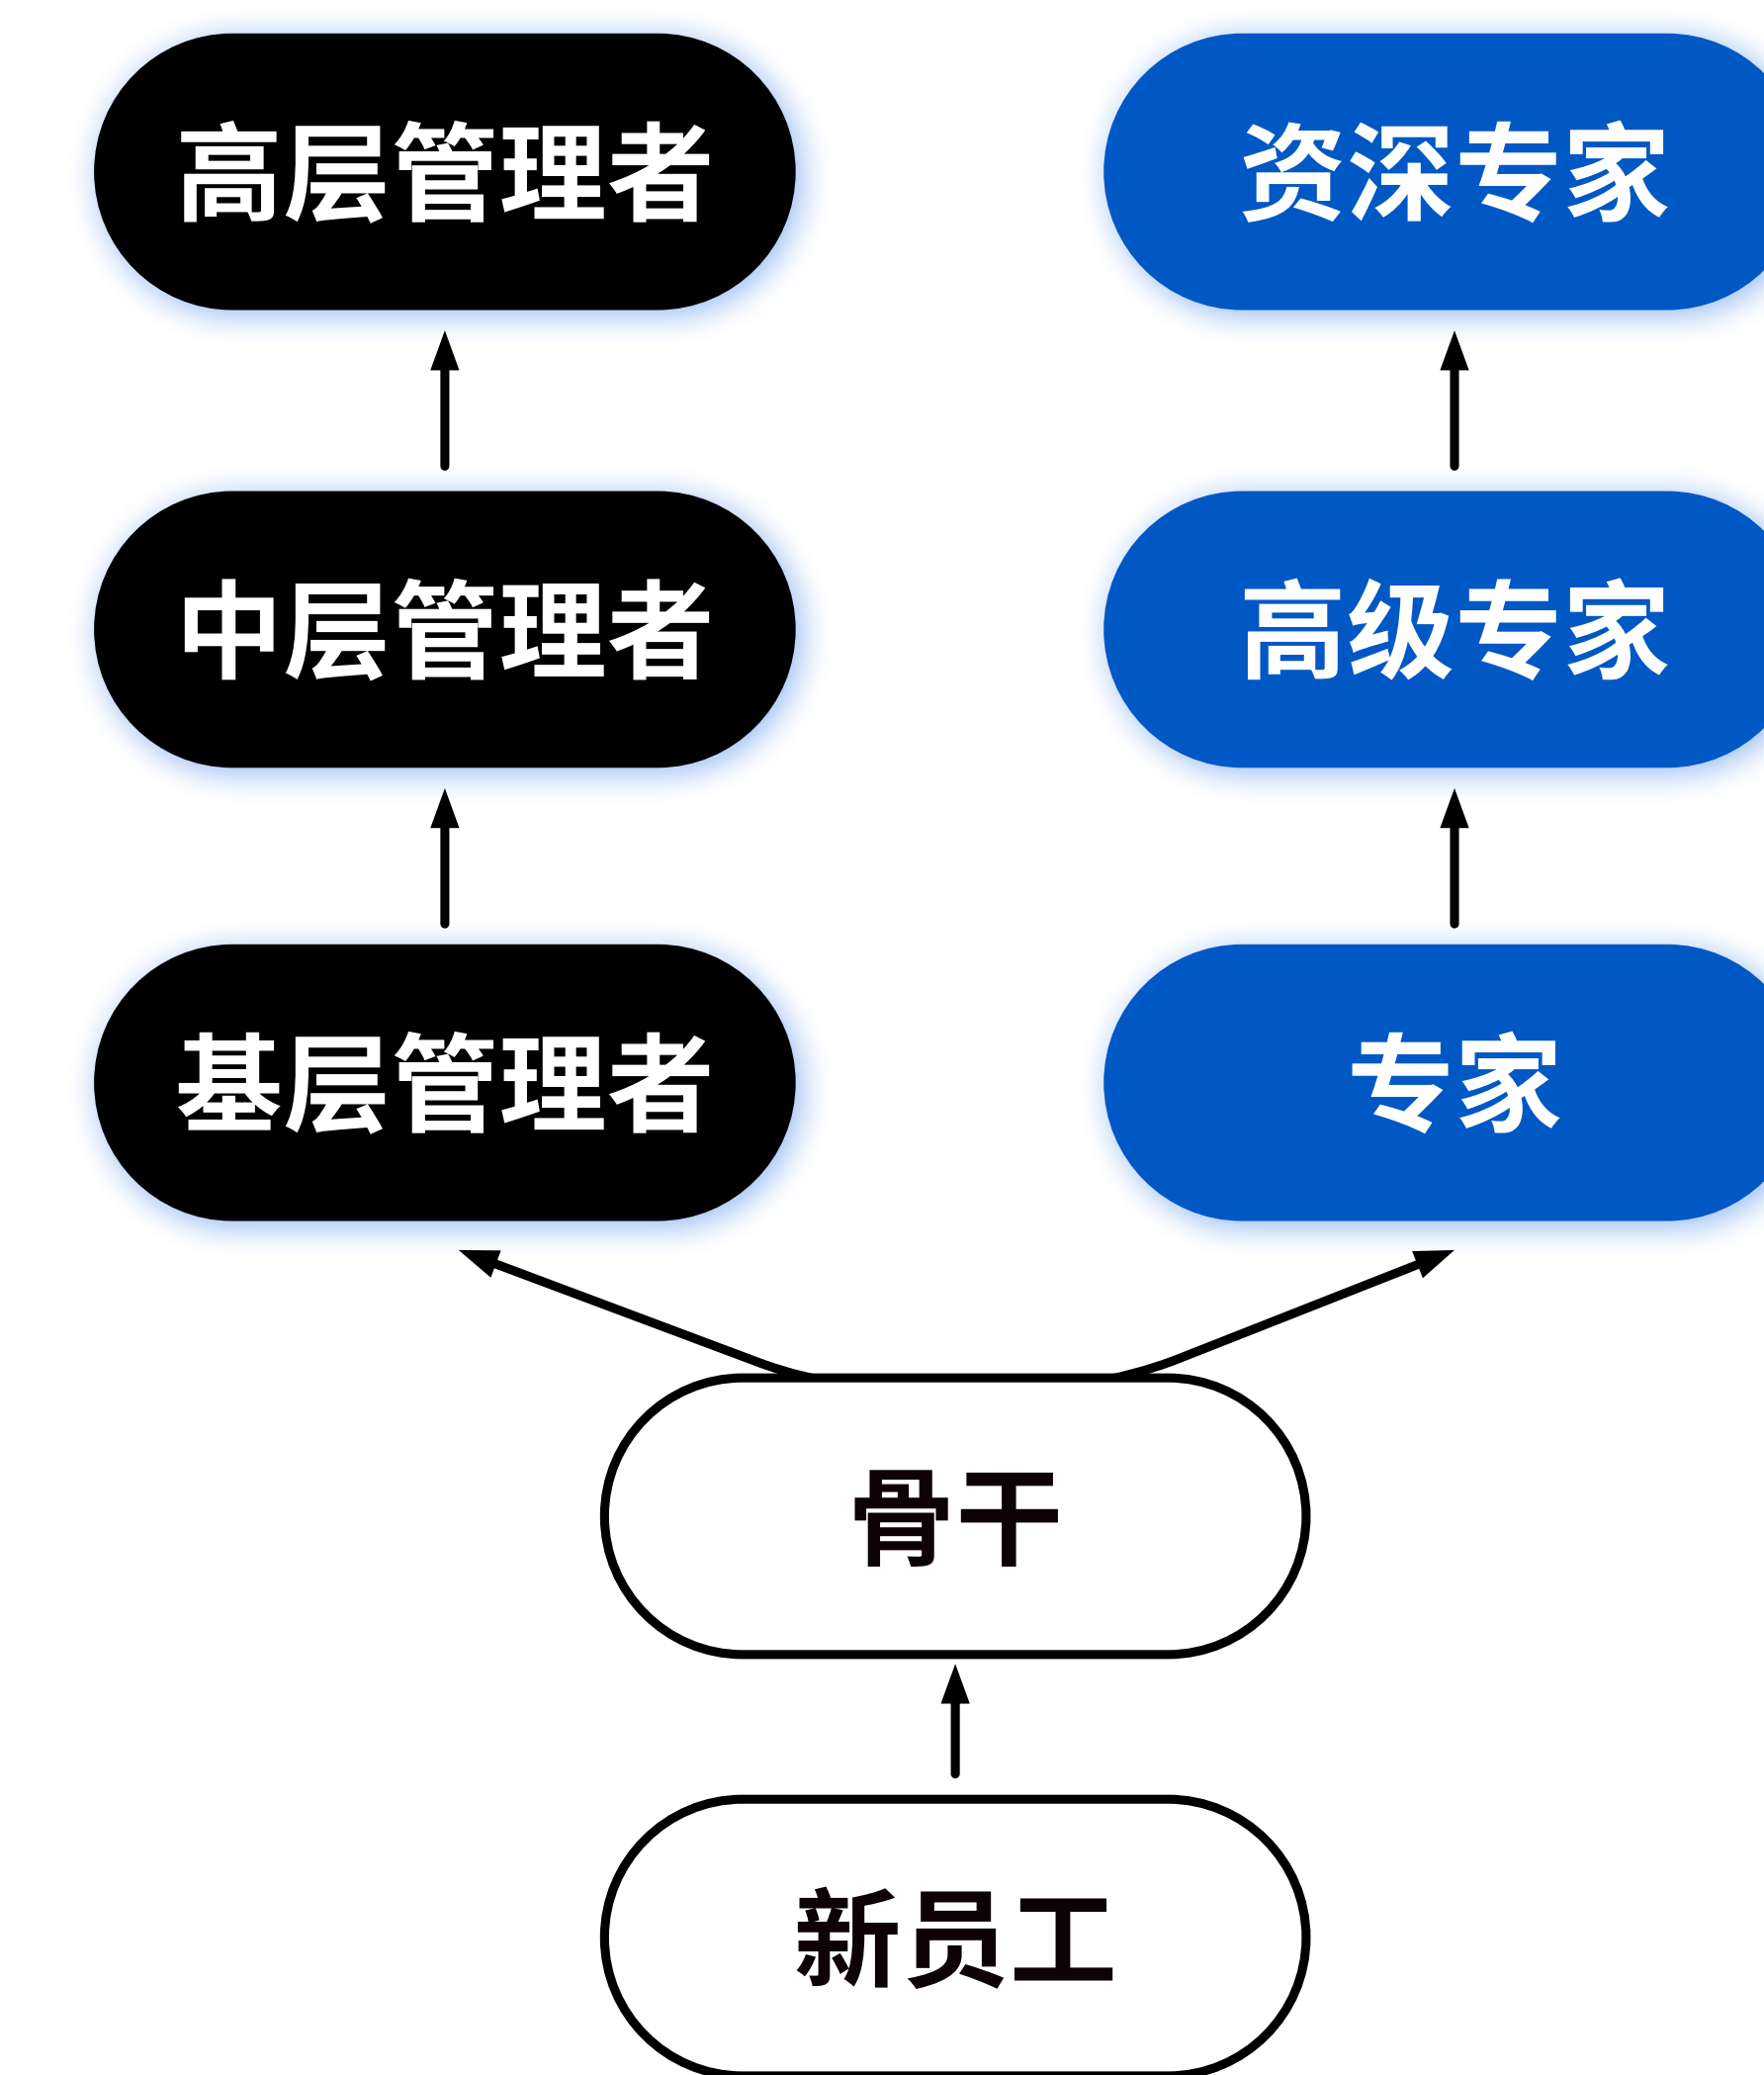 高层管理者
资深专家
中层管理者
高级专家
基层管理者
专家
骨干
新员工